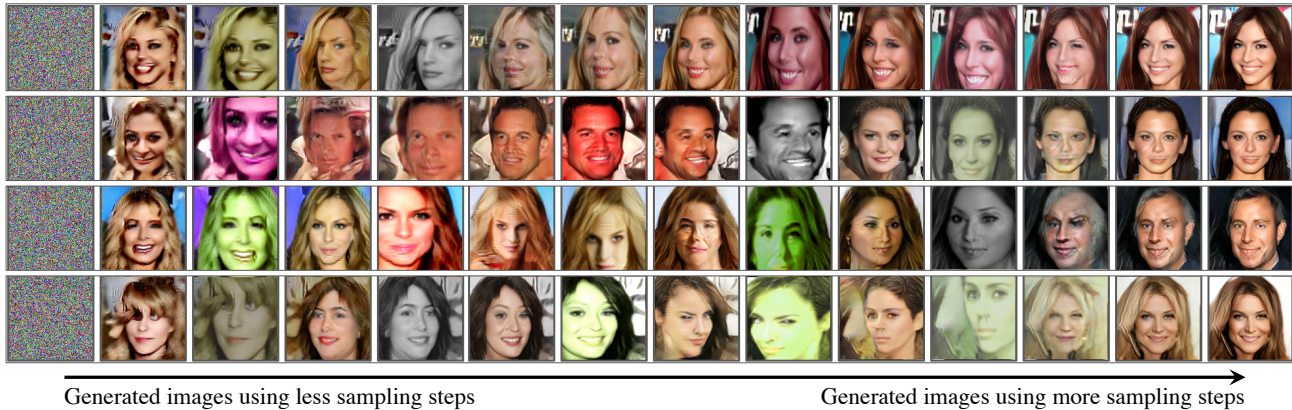 Generated images using less sampling steps
Generated images using more sampling steps